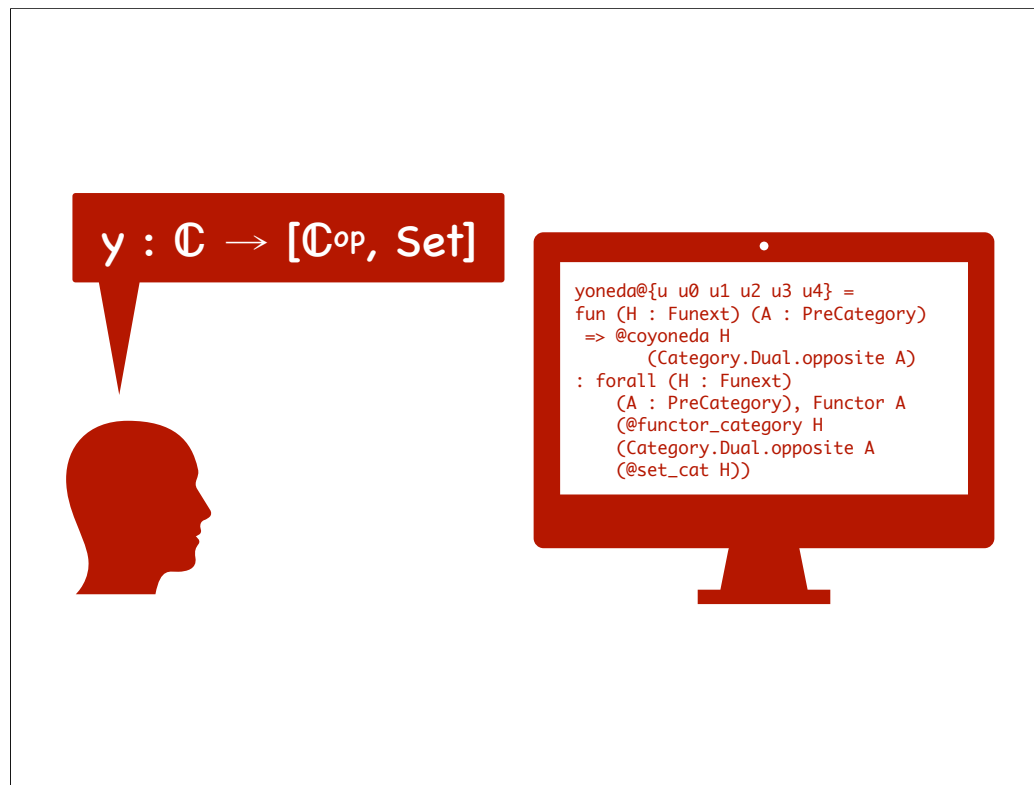 y : ℂ → [ℂᵒᵖ, Set]
yoneda@{u u0 u1 u2 u3 u4} =
fun (H : Funext) (A : PreCategory)
=> @coyoneda H
(Category.Dual.opposite A)
: forall (H : Funext)
(A : PreCategory), Functor A
(@functor_category H
(Category.Dual.opposite A
(@set_cat H))